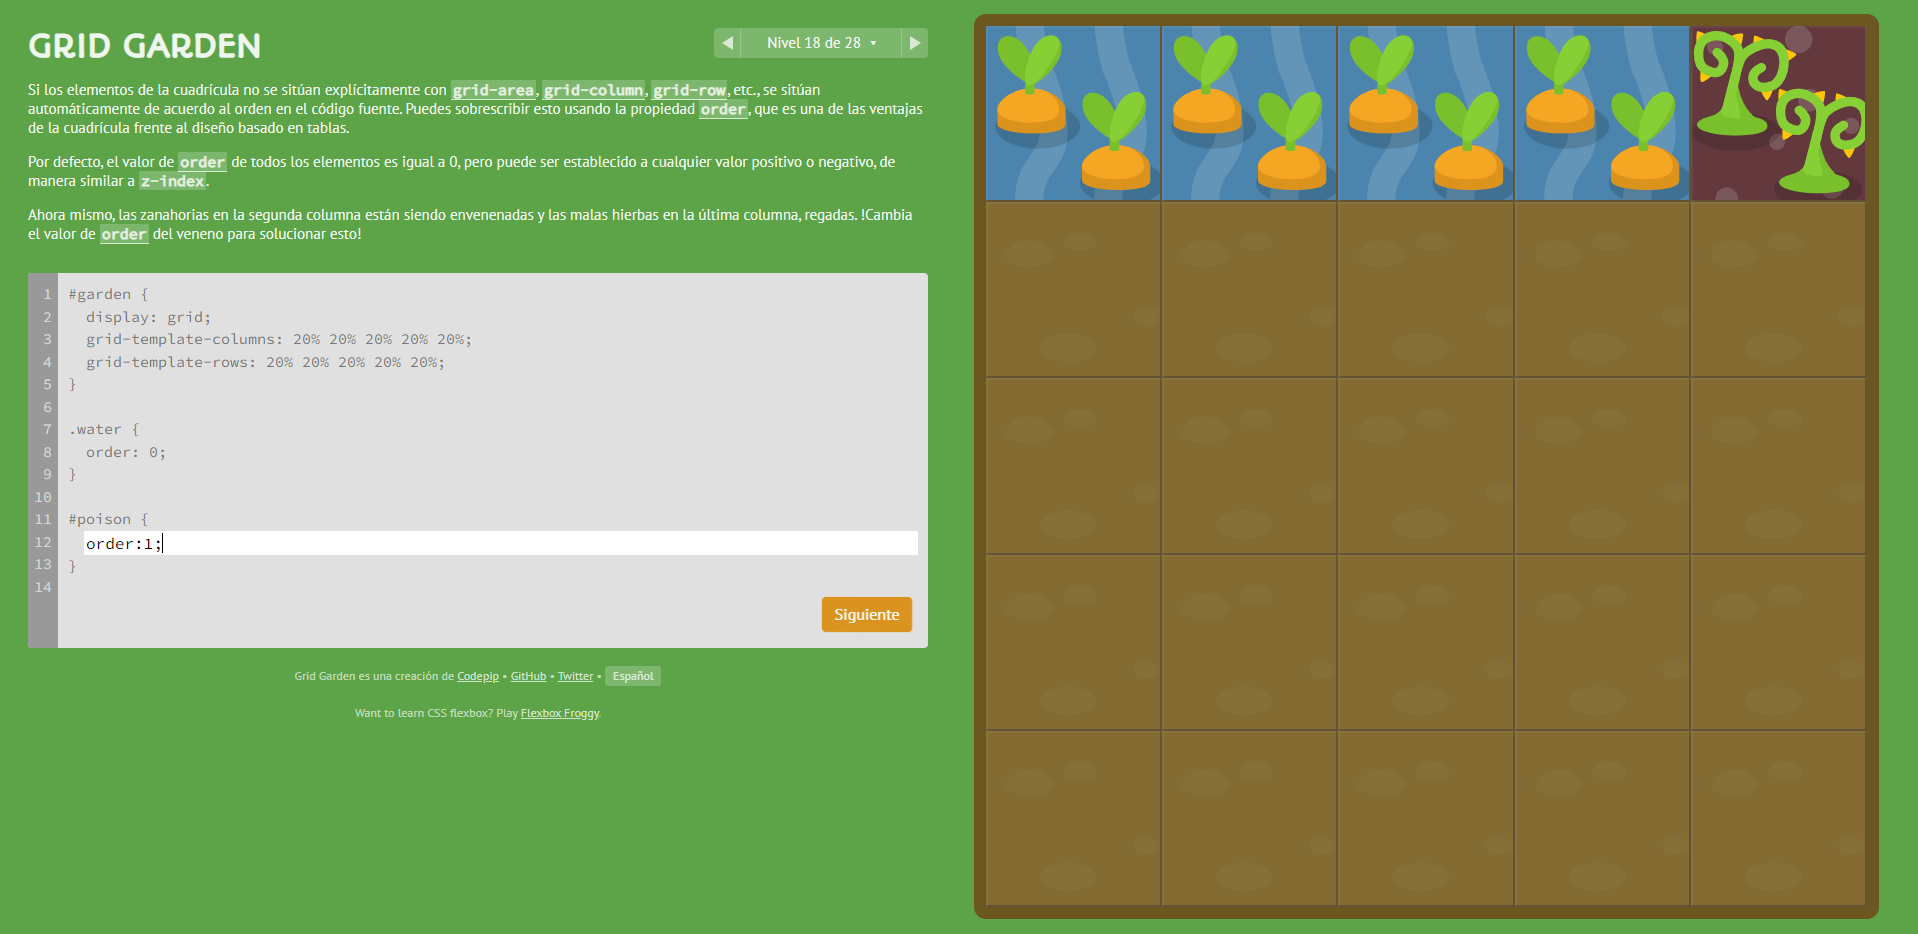 GRID GARDEN
◀ Nivel 18 de 28 ▾ ▶
Si los elementos de la cuadrícula no se sitúan explícitamente con grid-area, grid-column, grid-row, etc., se sitúan
automáticamente de acuerdo al orden en el código fuente. Puedes sobrescribir esto usando la propiedad order, que es una de las ventajas
de la cuadrícula frente al diseño basado en tablas.
Por defecto, el valor de order de todos los elementos es igual a 0, pero puede ser establecido a cualquier valor positivo o negativo, de
manera similar a z-index.
Ahora mismo, las zanahorias en la segunda columna están siendo envenenadas y las malas hierbas en la última columna, regadas. !Cambia
el valor de order del veneno para solucionar esto!
1 #garden {
2   display: grid;
3   grid-template-columns: 20% 20% 20% 20% 20%;
4   grid-template-rows: 20% 20% 20% 20% 20%;
5 }
6
7 .water {
8   order: 0;
9 }
10
11 #poison {
12   order:1;
13 }
14
Siguiente
Grid Garden es una creación de Codepip • GitHub • Twitter • Español
Want to learn CSS flexbox? Play Flexbox Froggy.